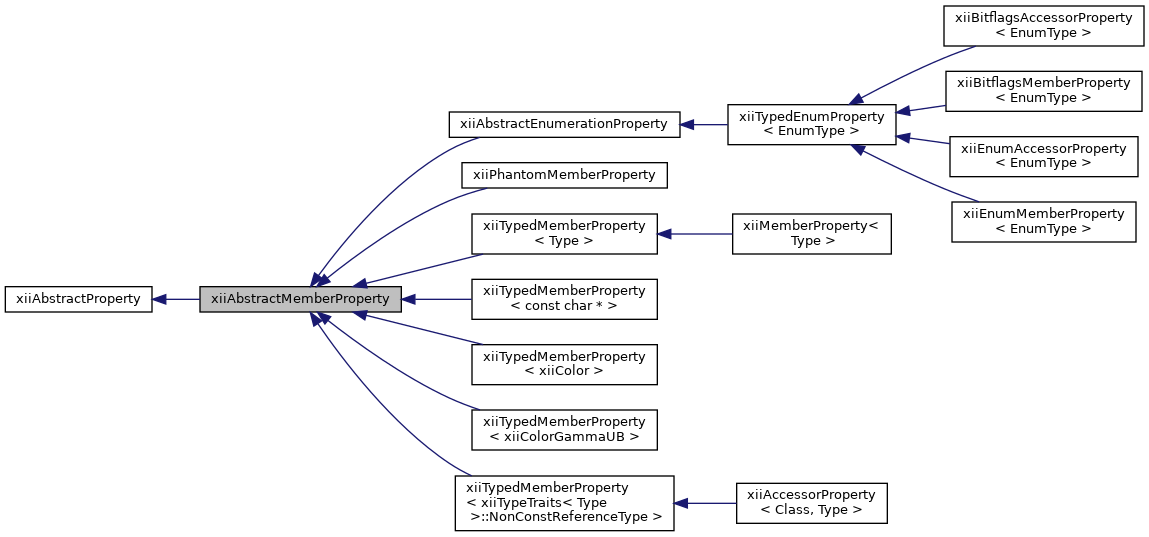 xiiBitflagsAccessorProperty
< EnumType >
xiiBitflagsMemberProperty
< EnumType >
xiiAbstractEnumerationProperty
xiiTypedEnumProperty
< EnumType >
xiiEnumAccessorProperty
< EnumType >
xiiPhantomMemberProperty
xiiEnumMemberProperty
< EnumType >
xiiTypedMemberProperty
< Type >
xiiMemberProperty<
Type >
xiiAbstractProperty
xiiAbstractMemberProperty
xiiTypedMemberProperty
< const char * >
xiiTypedMemberProperty
< xiiColor >
xiiTypedMemberProperty
< xiiColorGammaUB >
xiiTypedMemberProperty
< xiiTypeTraits< Type
>::NonConstReferenceType >
xiiAccessorProperty
< Class, Type >